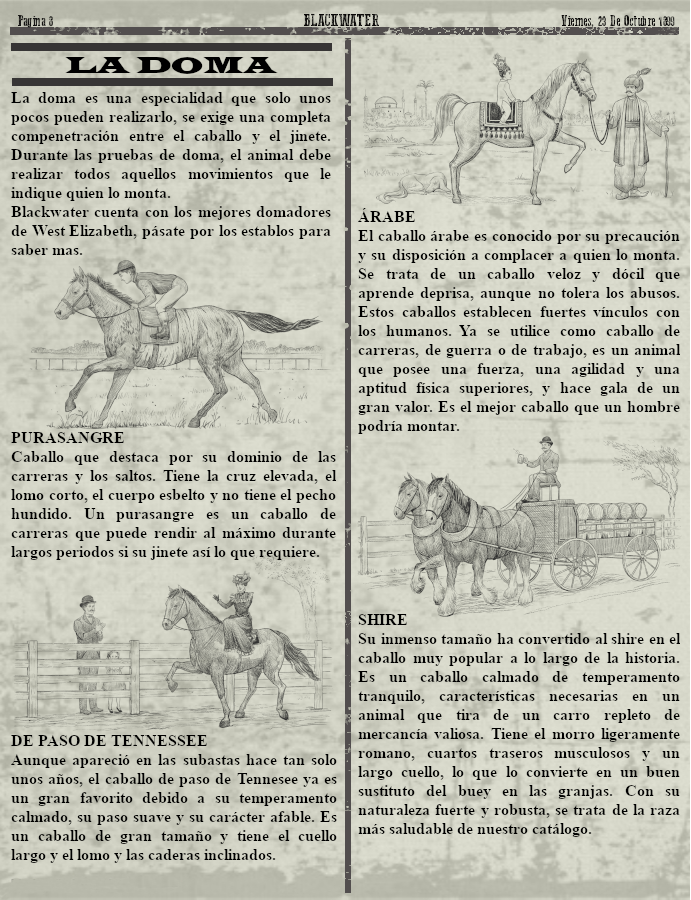 Pagina 3
BLACKWATER
Viernes, 23 De Octubre 1899
LA DOMA
La doma es una especialidad que solo unos
pocos pueden realizarlo, se exige una completa
compenetración entre el caballo y el jinete.
Durante las pruebas de doma, el animal debe
realizar todos aquellos movimientos que le
indique quien lo monta.
Blackwater cuenta con los mejores domadores
de West Elizabeth, pásate por los establos para
saber mas.
PURASANGRE
Caballo que destaca por su dominio de las
carreras y los saltos. Tiene la cruz elevada, el
lomo corto, el cuerpo esbelto y no tiene el pecho
hundido. Un purasangre es un caballo de
carreras que puede rendir al máximo durante
largos periodos si su jinete así lo que requiere.
DE PASO DE TENNESSEE
Aunque apareció en las subastas hace tan solo
unos años, el caballo de paso de Tennesee ya es
un gran favorito debido a su temperamento
calmado, su paso suave y su carácter afable. Es
un caballo de gran tamaño y tiene el cuello
largo y el lomo y las caderas inclinados.
ÁRABE
El caballo árabe es conocido por su precaución
y su disposición a complacer a quien lo monta.
Se trata de un caballo veloz y dócil que
aprende deprisa, aunque no tolera los abusos.
Estos caballos establecen fuertes vínculos con
los humanos. Ya se utilice como caballo de
carreras, de guerra o de trabajo, es un animal
que posee una fuerza, una agilidad y una
aptitud física superiores, y hace gala de un
gran valor. Es el mejor caballo que un hombre
podría montar.
SHIRE
Su inmenso tamaño ha convertido al shire en el
caballo muy popular a lo largo de la historia.
Es un caballo calmado de temperamento
tranquilo, características necesarias en un
animal que tira de un carro repleto de
mercancía valiosa. Tiene el morro ligeramente
romano, cuartos traseros musculosos y un
largo cuello, lo que lo convierte en un buen
sustituto del buey en las granjas. Con su
naturaleza fuerte y robusta, se trata de la raza
más saludable de nuestro catálogo.